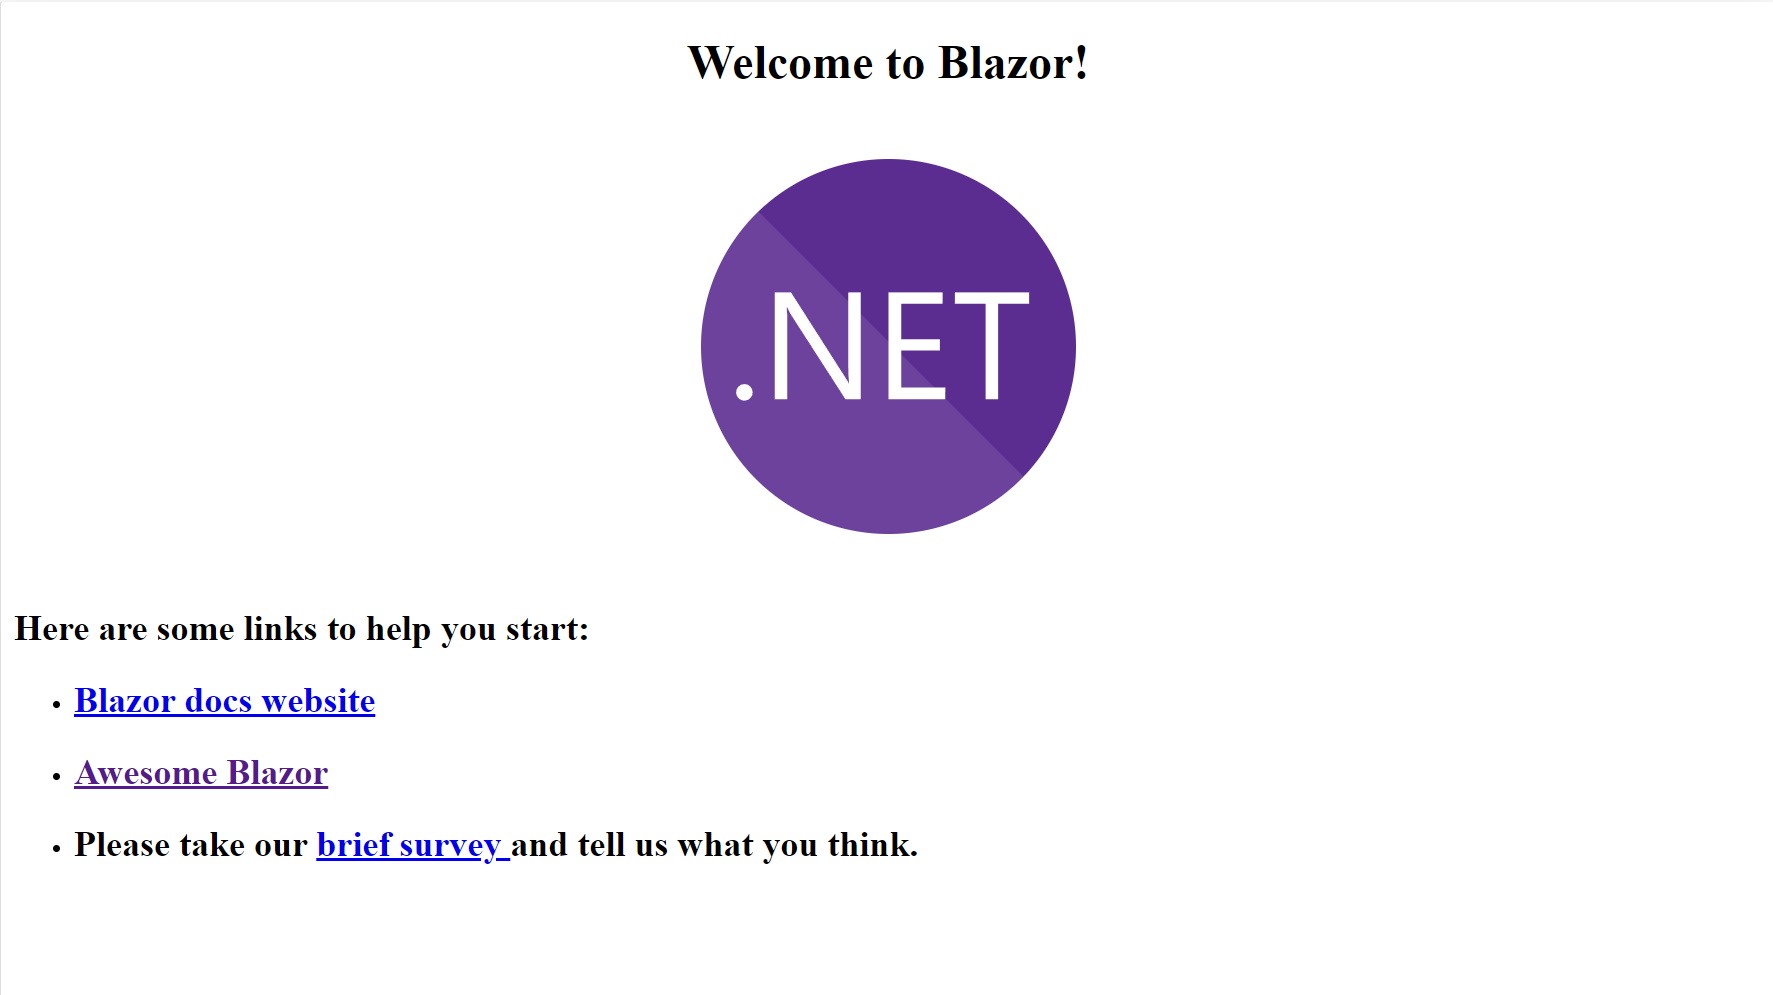 Welcome to Blazor!
.NET
Here are some links to help you start:
Blazor docs website
Awesome Blazor
Please take our brief survey and tell us what you think.